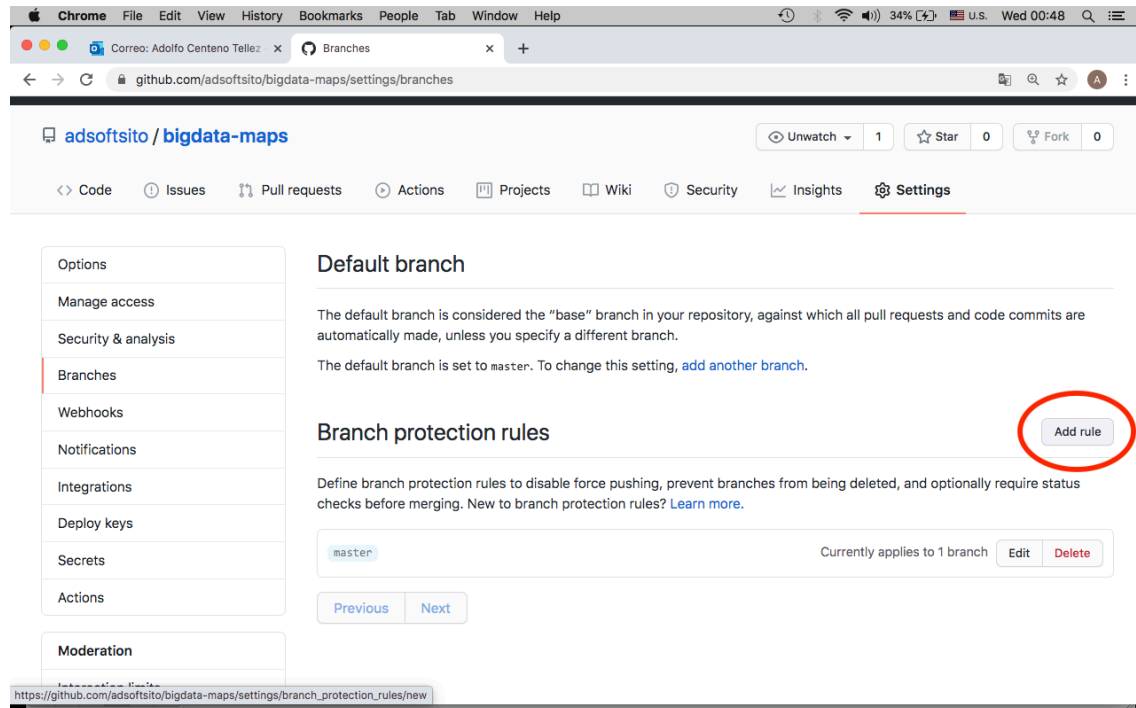 Chrome File Edit View History Bookmarks People Tab Window Help 34% U.S. Wed 00:48
Correo: Adolfo Centeno Tellez Branches
github.com/adsoftsito/bigdata-maps/settings/branches A
adsoftsito / bigdata-maps Unwatch 1 Star 0 Fork 0
Code Issues Pull requests Actions Projects Wiki Security Insights Settings
Options
Manage access
Security & analysis
Branches
Webhooks
Notifications
Integrations
Deploy keys
Secrets
Actions
Moderation
Interaction limits
Default branch
The default branch is considered the “base” branch in your repository, against which all pull requests and code commits are
automatically made, unless you specify a different branch.
The default branch is set to master. To change this setting, add another branch.
Branch protection rules Add rule
Define branch protection rules to disable force pushing, prevent branches from being deleted, and optionally require status
checks before merging. New to branch protection rules? Learn more.
master Currently applies to 1 branch Edit Delete
Previous Next
https://github.com/adsoftsito/bigdata-maps/settings/branch_protection_rules/new